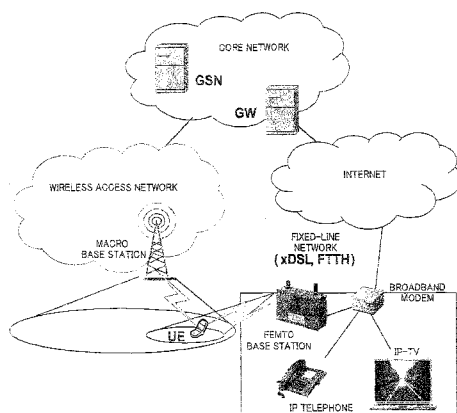 CORE NETWORK
GSN
GW
WIRELESS ACCESS NETWORK
INTERNET
MACRO
BASE STATION
FIXED-LINE
NETWORK
(xDSL, FTTH)
BROADBAND
MODEM
UE
FEMTO
BASE STATION
IP-TV
IP TELEPHONE